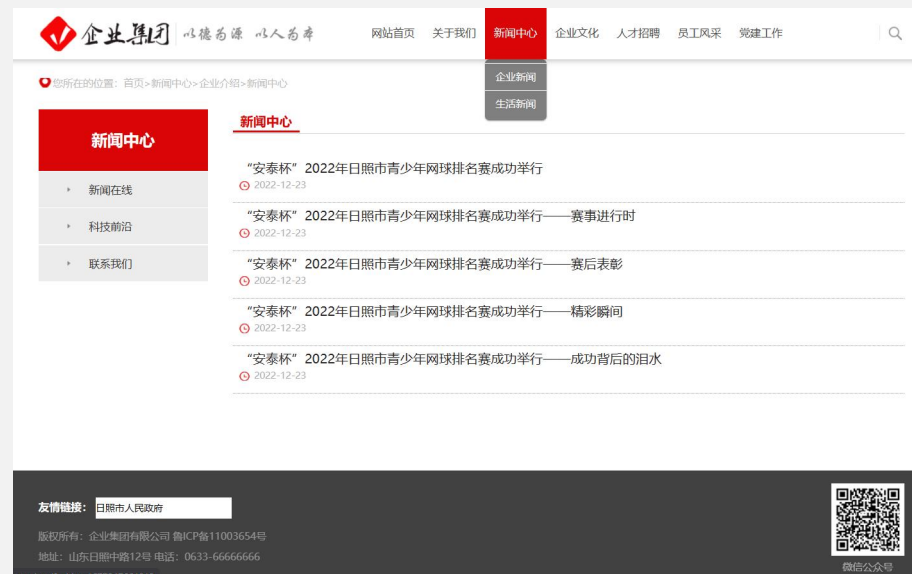 企业集团 以德为源 以人为本
网站首页 关于我们 新闻中心 企业文化 人才招聘 员工风采 党建工作
企业新闻
生活新闻
您所在的位置：首页>新闻中心>企业介绍>新闻中心
新闻中心
新闻在线
科技前沿
联系我们
新闻中心
“安泰杯”2022年日照市青少年网球排名赛成功举行
2022-12-23
“安泰杯”2022年日照市青少年网球排名赛成功举行——赛事进行时
2022-12-23
“安泰杯”2022年日照市青少年网球排名赛成功举行——赛后表彰
2022-12-23
“安泰杯”2022年日照市青少年网球排名赛成功举行——精彩瞬间
2022-12-23
“安泰杯”2022年日照市青少年网球排名赛成功举行——成功背后的泪水
2022-12-23
友情链接： 日照市人民政府
版权所有：企业集团有限公司 鲁ICP备11003654号
地址：山东日照中路12号 电话：0633-66666666
微信公众号